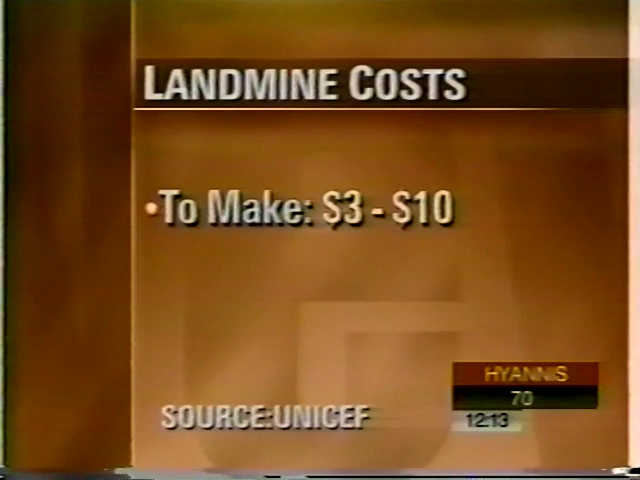 LANDMINE COSTS
•To Make: $3 - $10
SOURCE:UNICEF
HYANNIS
70
12:13